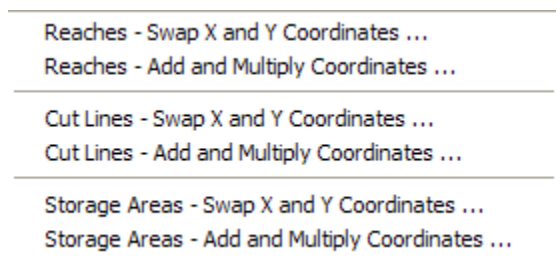 Reaches - Swap X and Y Coordinates ...
Reaches - Add and Multiply Coordinates ...
Cut Lines - Swap X and Y Coordinates ...
Cut Lines - Add and Multiply Coordinates ...
Storage Areas - Swap X and Y Coordinates ...
Storage Areas - Add and Multiply Coordinates ...